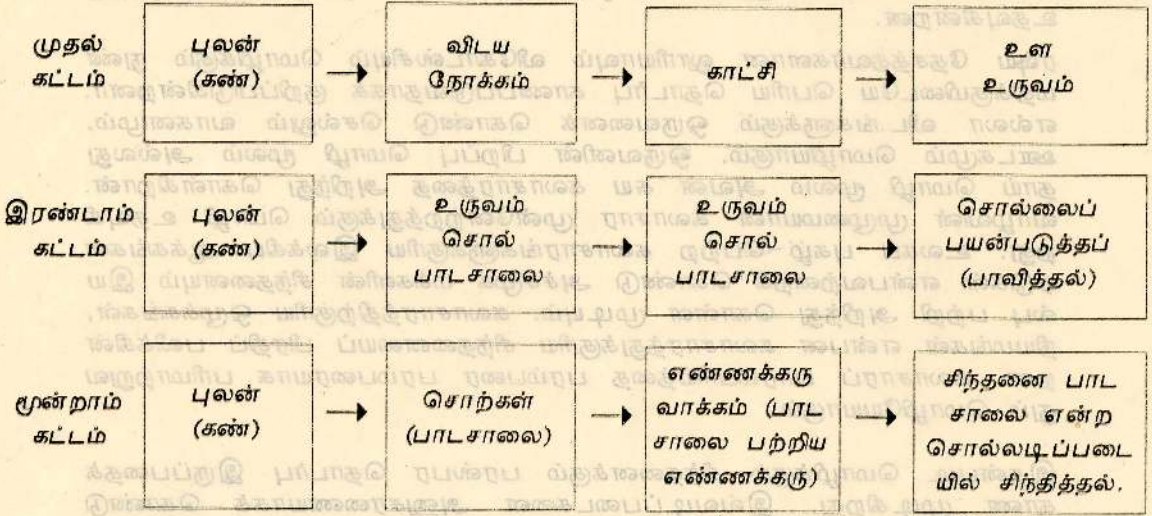 முதல் கட்டம்
புலன் (கண்)
→
விடய நோக்கம்
→
காட்சி
→
உள உருவம்
இரண்டாம் கட்டம்
புலன் (கண்)
→
உருவம் சொல் பாடசாலை
→
உருவம் சொல் பாடசாலை
→
சொல்லைப் பயன்படுத்தப் (பாவித்தல்)
மூன்றாம் கட்டம்
புலன் (கண்)
→
சொற்கள் (பாடசாலை)
→
எண்ணக்கரு வாக்கம் (பாட சாலை பற்றிய எண்ணக்கரு)
→
சிந்தனை பாட சாலை என்ற சொல்லடிப்படை யில் சிந்தித்தல்.